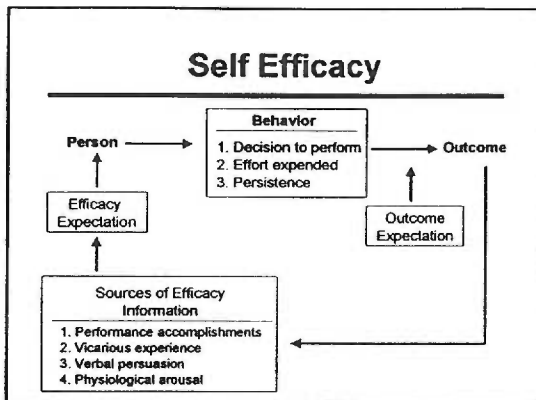 Self Efficacy
Behavior
Person
1. Decision to perform
2. Effort expended
3. Persistence
Outcome
Efficacy
Expectation
Outcome
Expectation
Sources of Efficacy
Information
1. Performance accomplishments
2. Vicarious experience
3. Verbal persuasion
4. Physiological arousal